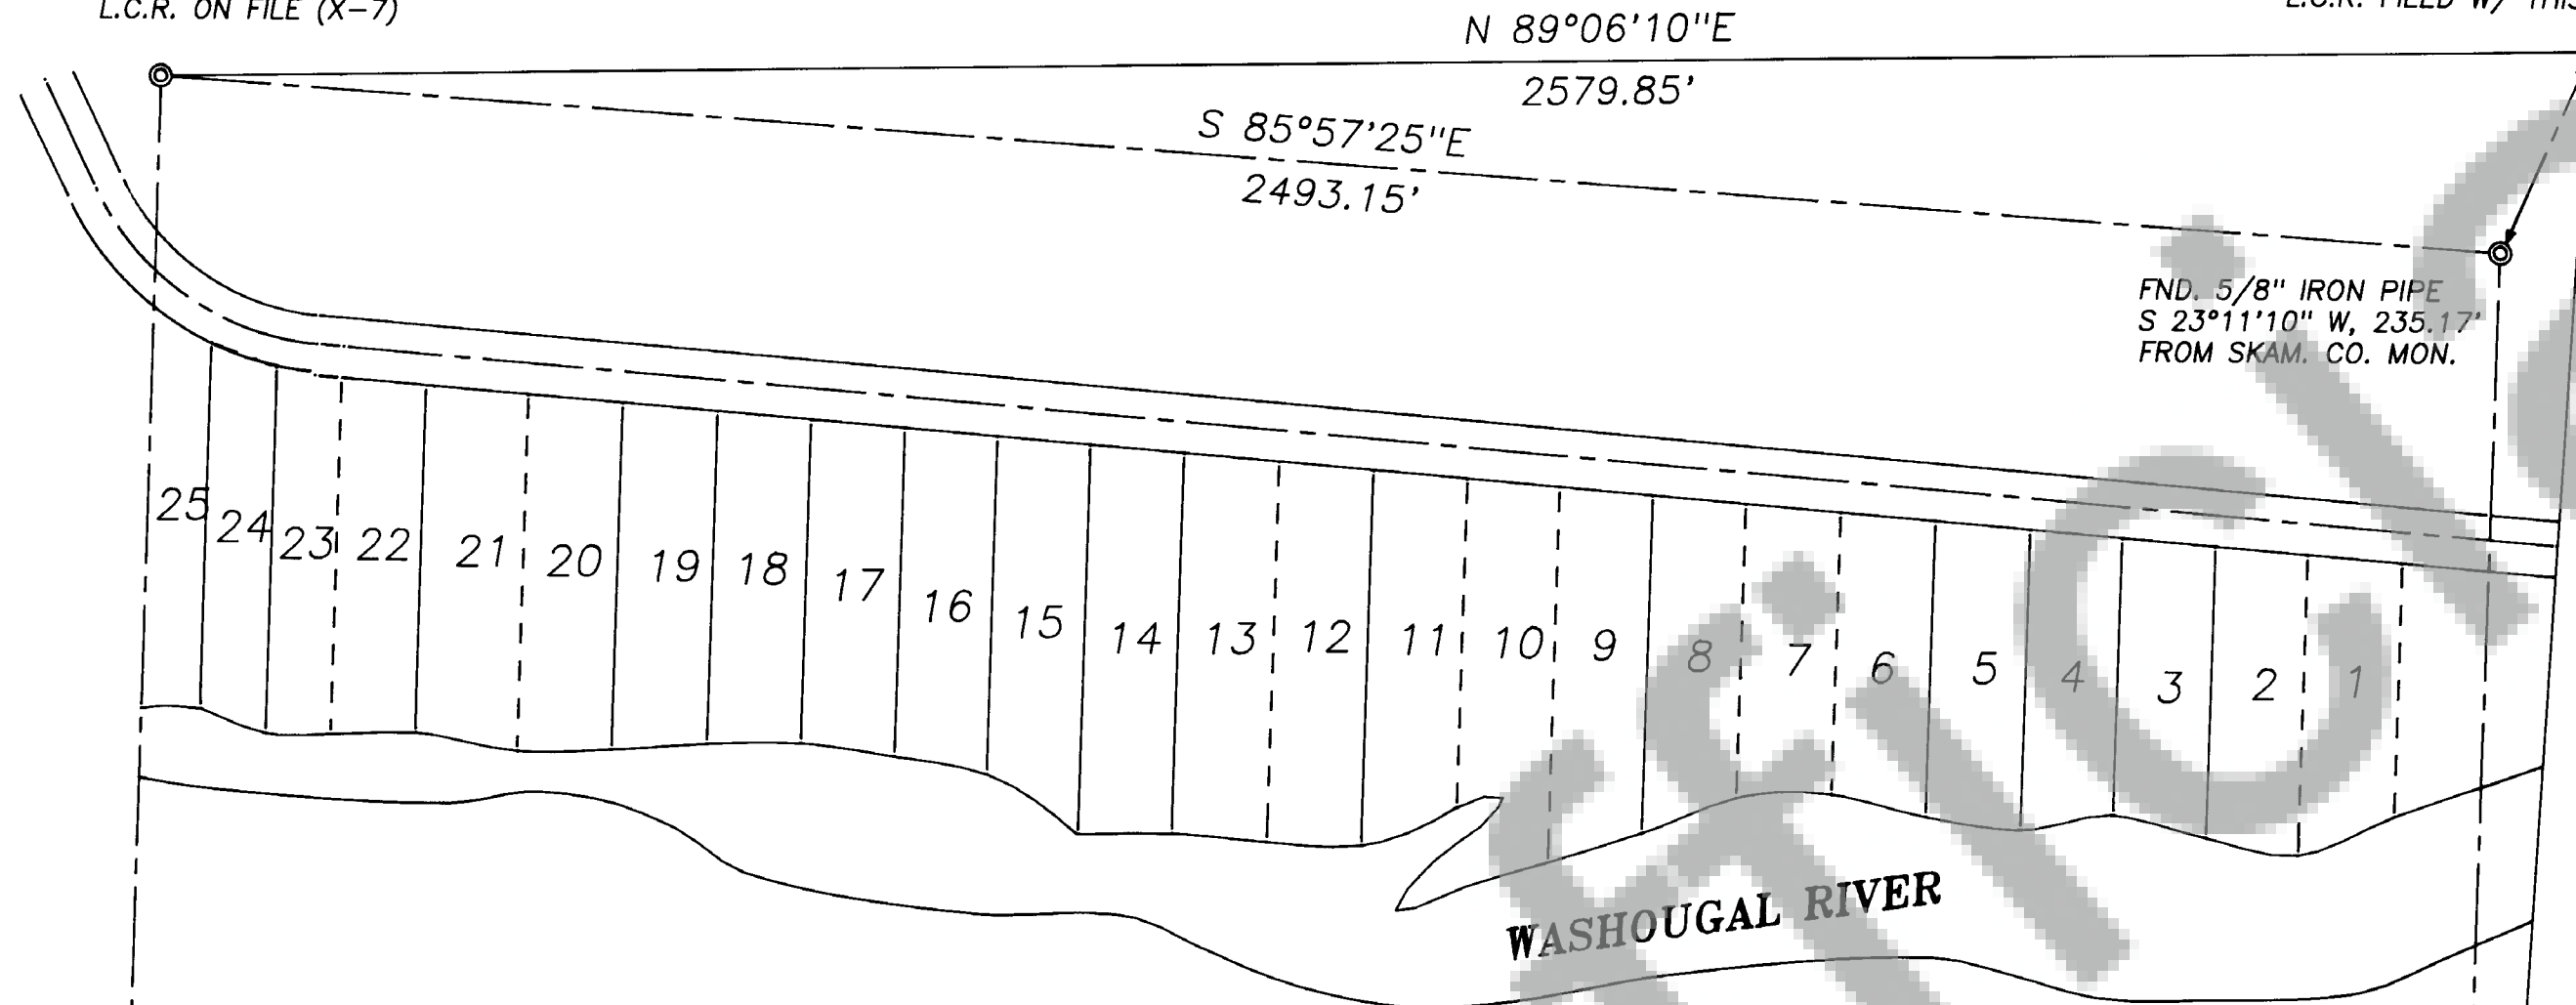 L.C.R. ON FILE (X-7)
N 89°06'10"E
2579.85'
S 85°57'25"E
2493.15'
FND. 5/8" IRON PIPE
S 23°11'10" W, 235.17'
FROM SKAM. CO. MON.
25 24 23 22 21 20 19 18 17 16 15 14 13 12 11 10 9 8 7 6 5 4 3 2 1
WASHOUGAL RIVER